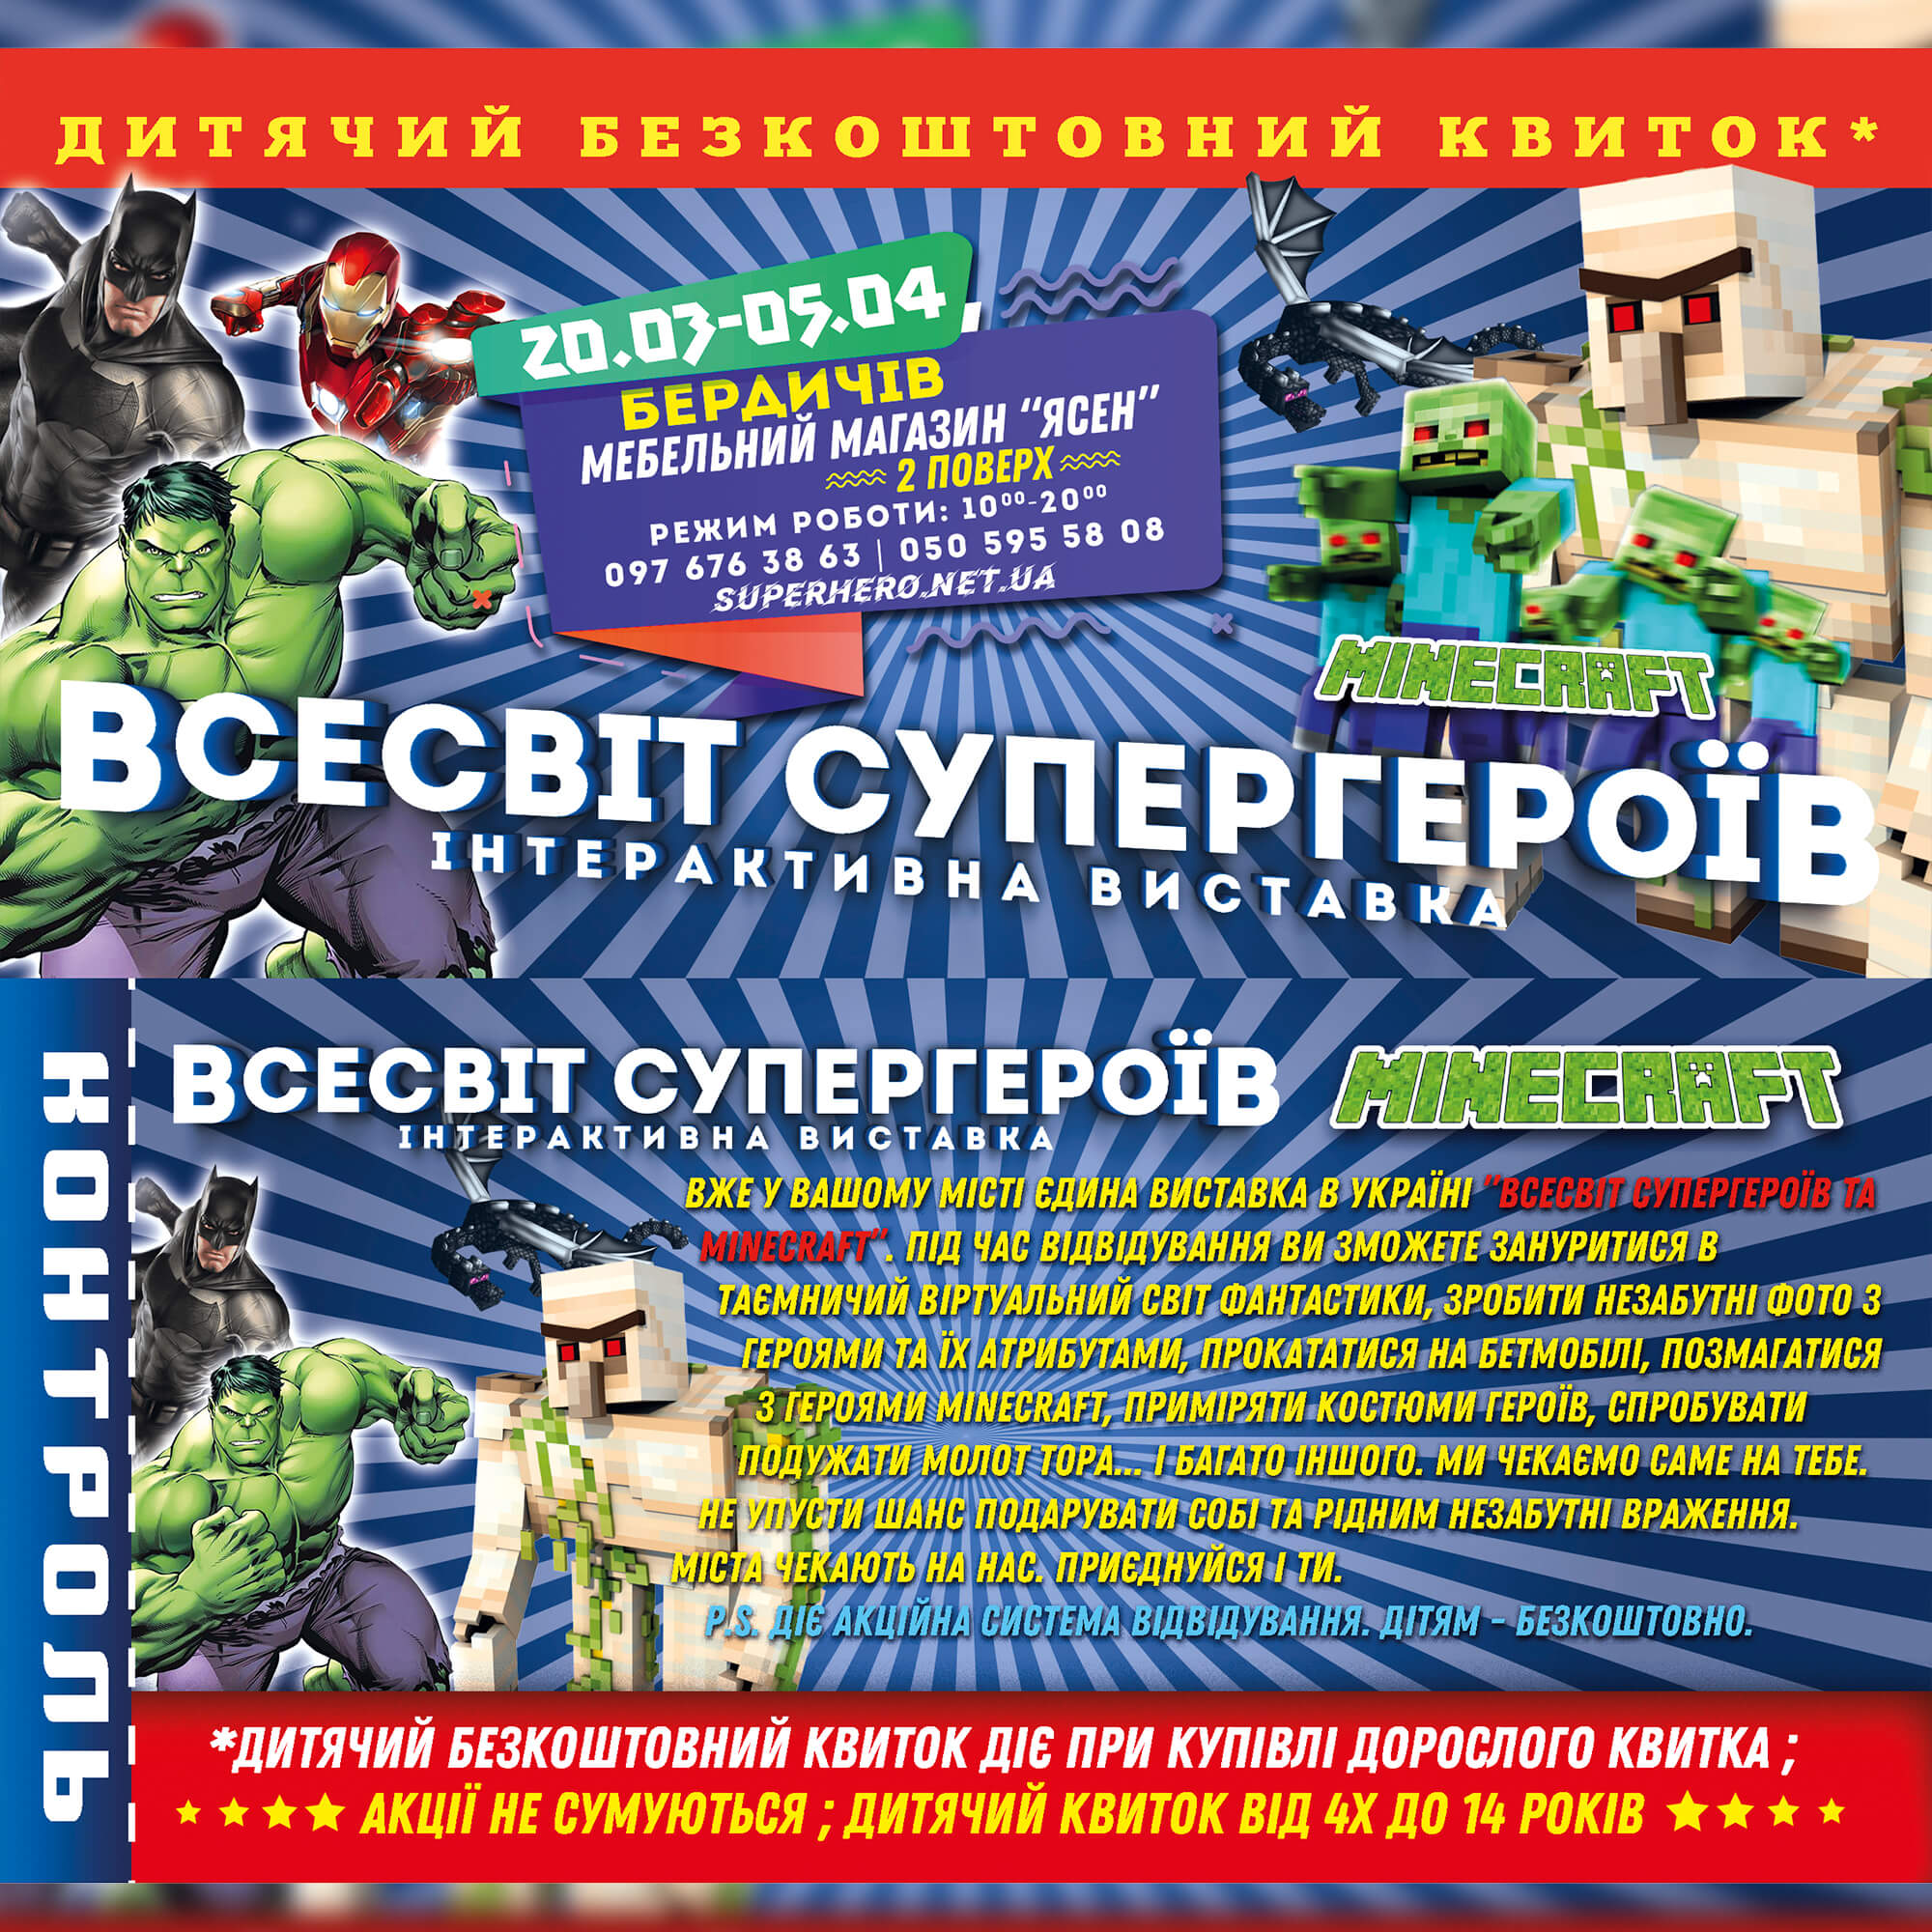 ДИТЯЧИЙ БЕЗКОШТОВНИЙ КВИТОК*
20.03-05.04
БЕРДИЧІВ
МЕБЕЛЬНИЙ МАГАЗИН "ЯСЕН"
2 ПОВЕРХ
РЕЖИМ РОБОТИ: 10⁰⁰-20⁰⁰
097 676 38 63 | 050 595 58 08
SUPERHERO.NET.UA
MINECRAFT
ВСЕСВІТ СУПЕРГЕРОЇВ
ІНТЕРАКТИВНА ВИСТАВКА
КОНТРОЛЬ
ВСЕСВІТ СУПЕРГЕРОЇВ
ІНТЕРАКТИВНА ВИСТАВКА
MINECRAFT
ВЖЕ У ВАШОМУ МІСТІ ЄДИНА ВИСТАВКА В УКРАЇНІ "ВСЕСВІТ СУПЕРГЕРОЇВ ТА
MINECRAFT". ПІД ЧАС ВІДВІДУВАННЯ ВИ ЗМОЖЕТЕ ЗАНУРИТИСЯ В
ТАЄМНИЧИЙ ВІРТУАЛЬНИЙ СВІТ ФАНТАСТИКИ, ЗРОБИТИ НЕЗАБУТНІ ФОТО З
ГЕРОЯМИ ТА ЇХ АТРИБУТАМИ, ПРОКАТАТИСЯ НА БЕТМОБІЛІ, ПОЗМАГАТИСЯ
З ГЕРОЯМИ MINECRAFT, ПРИМІРЯТИ КОСТЮМИ ГЕРОЇВ, СПРОБУВАТИ
ПОДУЖАТИ МОЛОТ ТОРА... І БАГАТО ІНШОГО. МИ ЧЕКАЄМО САМЕ НА ТЕБЕ.
НЕ УПУСТИ ШАНС ПОДАРУВАТИ СОБІ ТА РІДНИМ НЕЗАБУТНІ ВРАЖЕННЯ.
МІСТА ЧЕКАЮТЬ НА НАС. ПРИЄДНУЙСЯ І ТИ.
P.S. ДІЄ АКЦІЙНА СИСТЕМА ВІДВІДУВАННЯ. ДІТЯМ - БЕЗКОШТОВНО.
*ДИТЯЧИЙ БЕЗКОШТОВНИЙ КВИТОК ДІЄ ПРИ КУПІВЛІ ДОРОСЛОГО КВИТКА ;
АКЦІЇ НЕ СУМУЮТЬСЯ ; ДИТЯЧИЙ КВИТОК ВІД 4Х ДО 14 РОКІВ